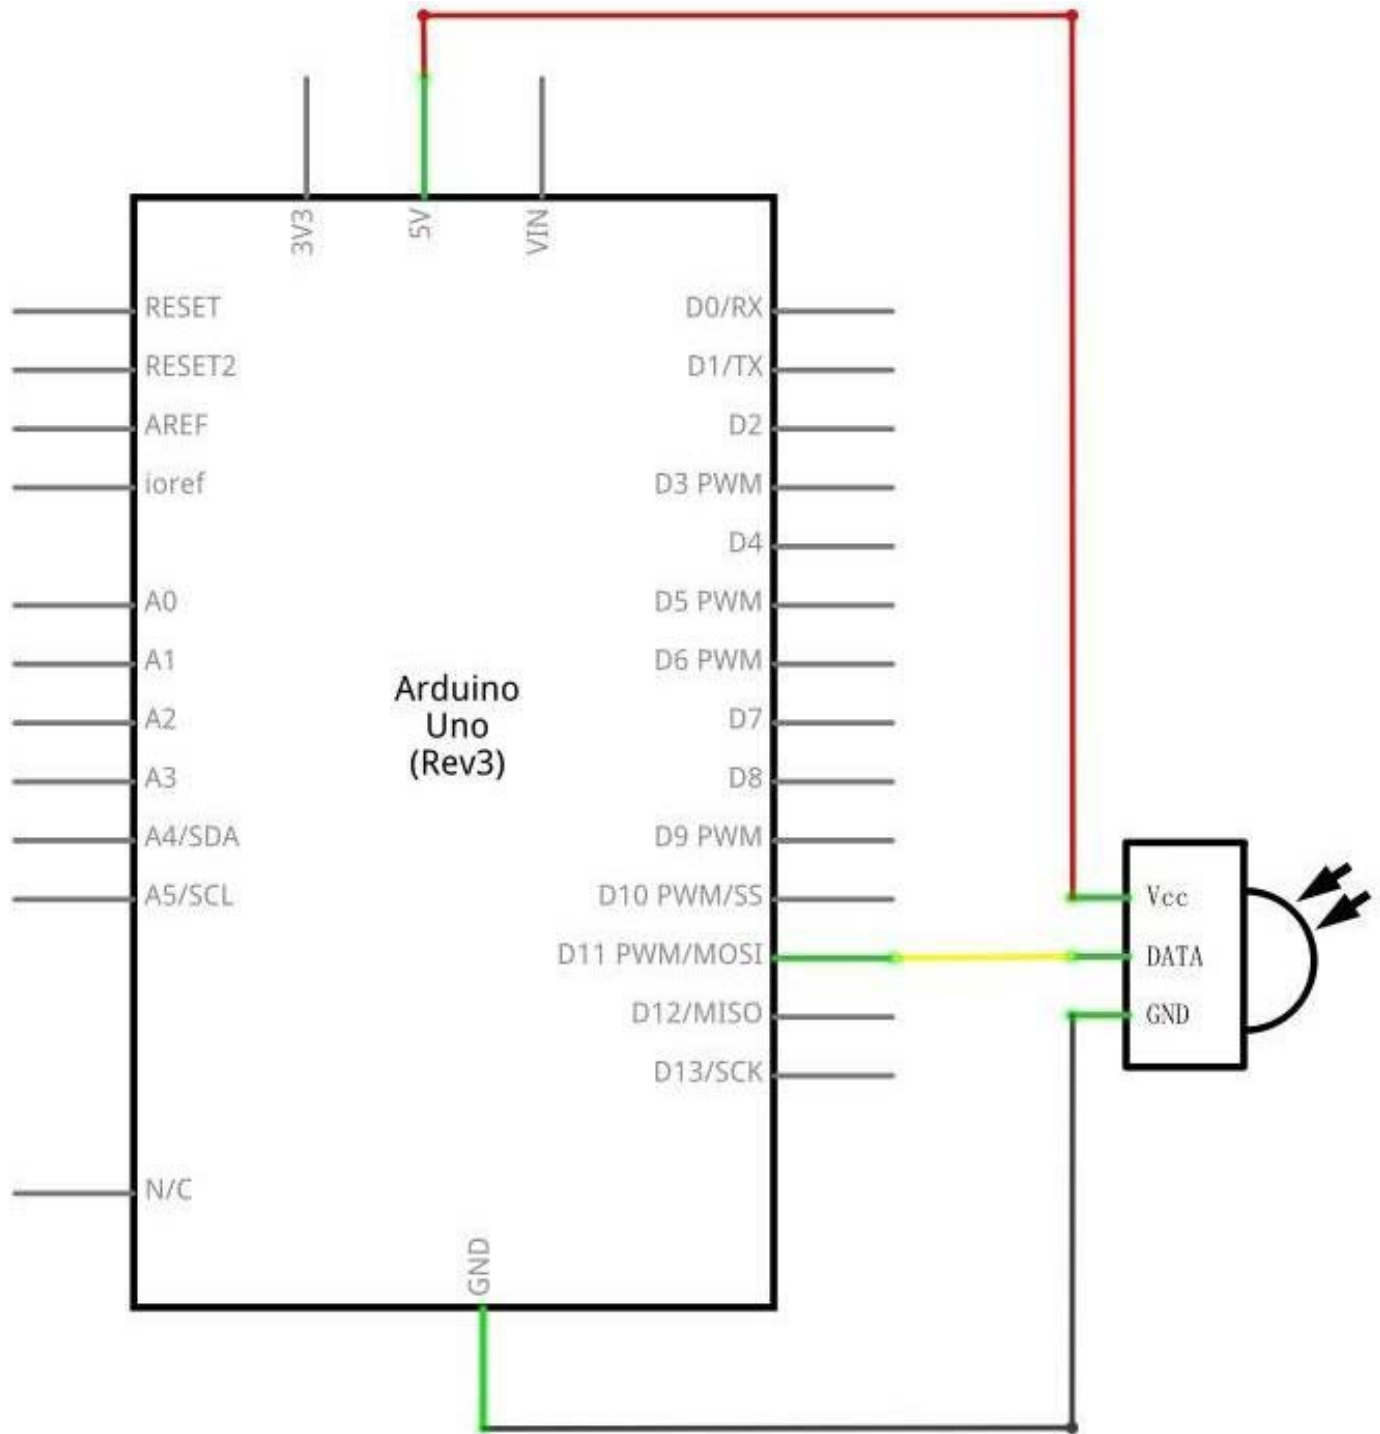 3V3
5V
VIN
RESET
RESET2
AREF
ioref
A0
A1
A2
A3
A4/SDA
A5/SCL
N/C
Arduino
Uno
(Rev3)
D0/RX
D1/TX
D2
D3 PWM
D4
D5 PWM
D6 PWM
D7
D8
D9 PWM
D10 PWM/SS
D11 PWM/MOSI
D12/MISO
D13/SCK
GND
Vcc
DATA
GND